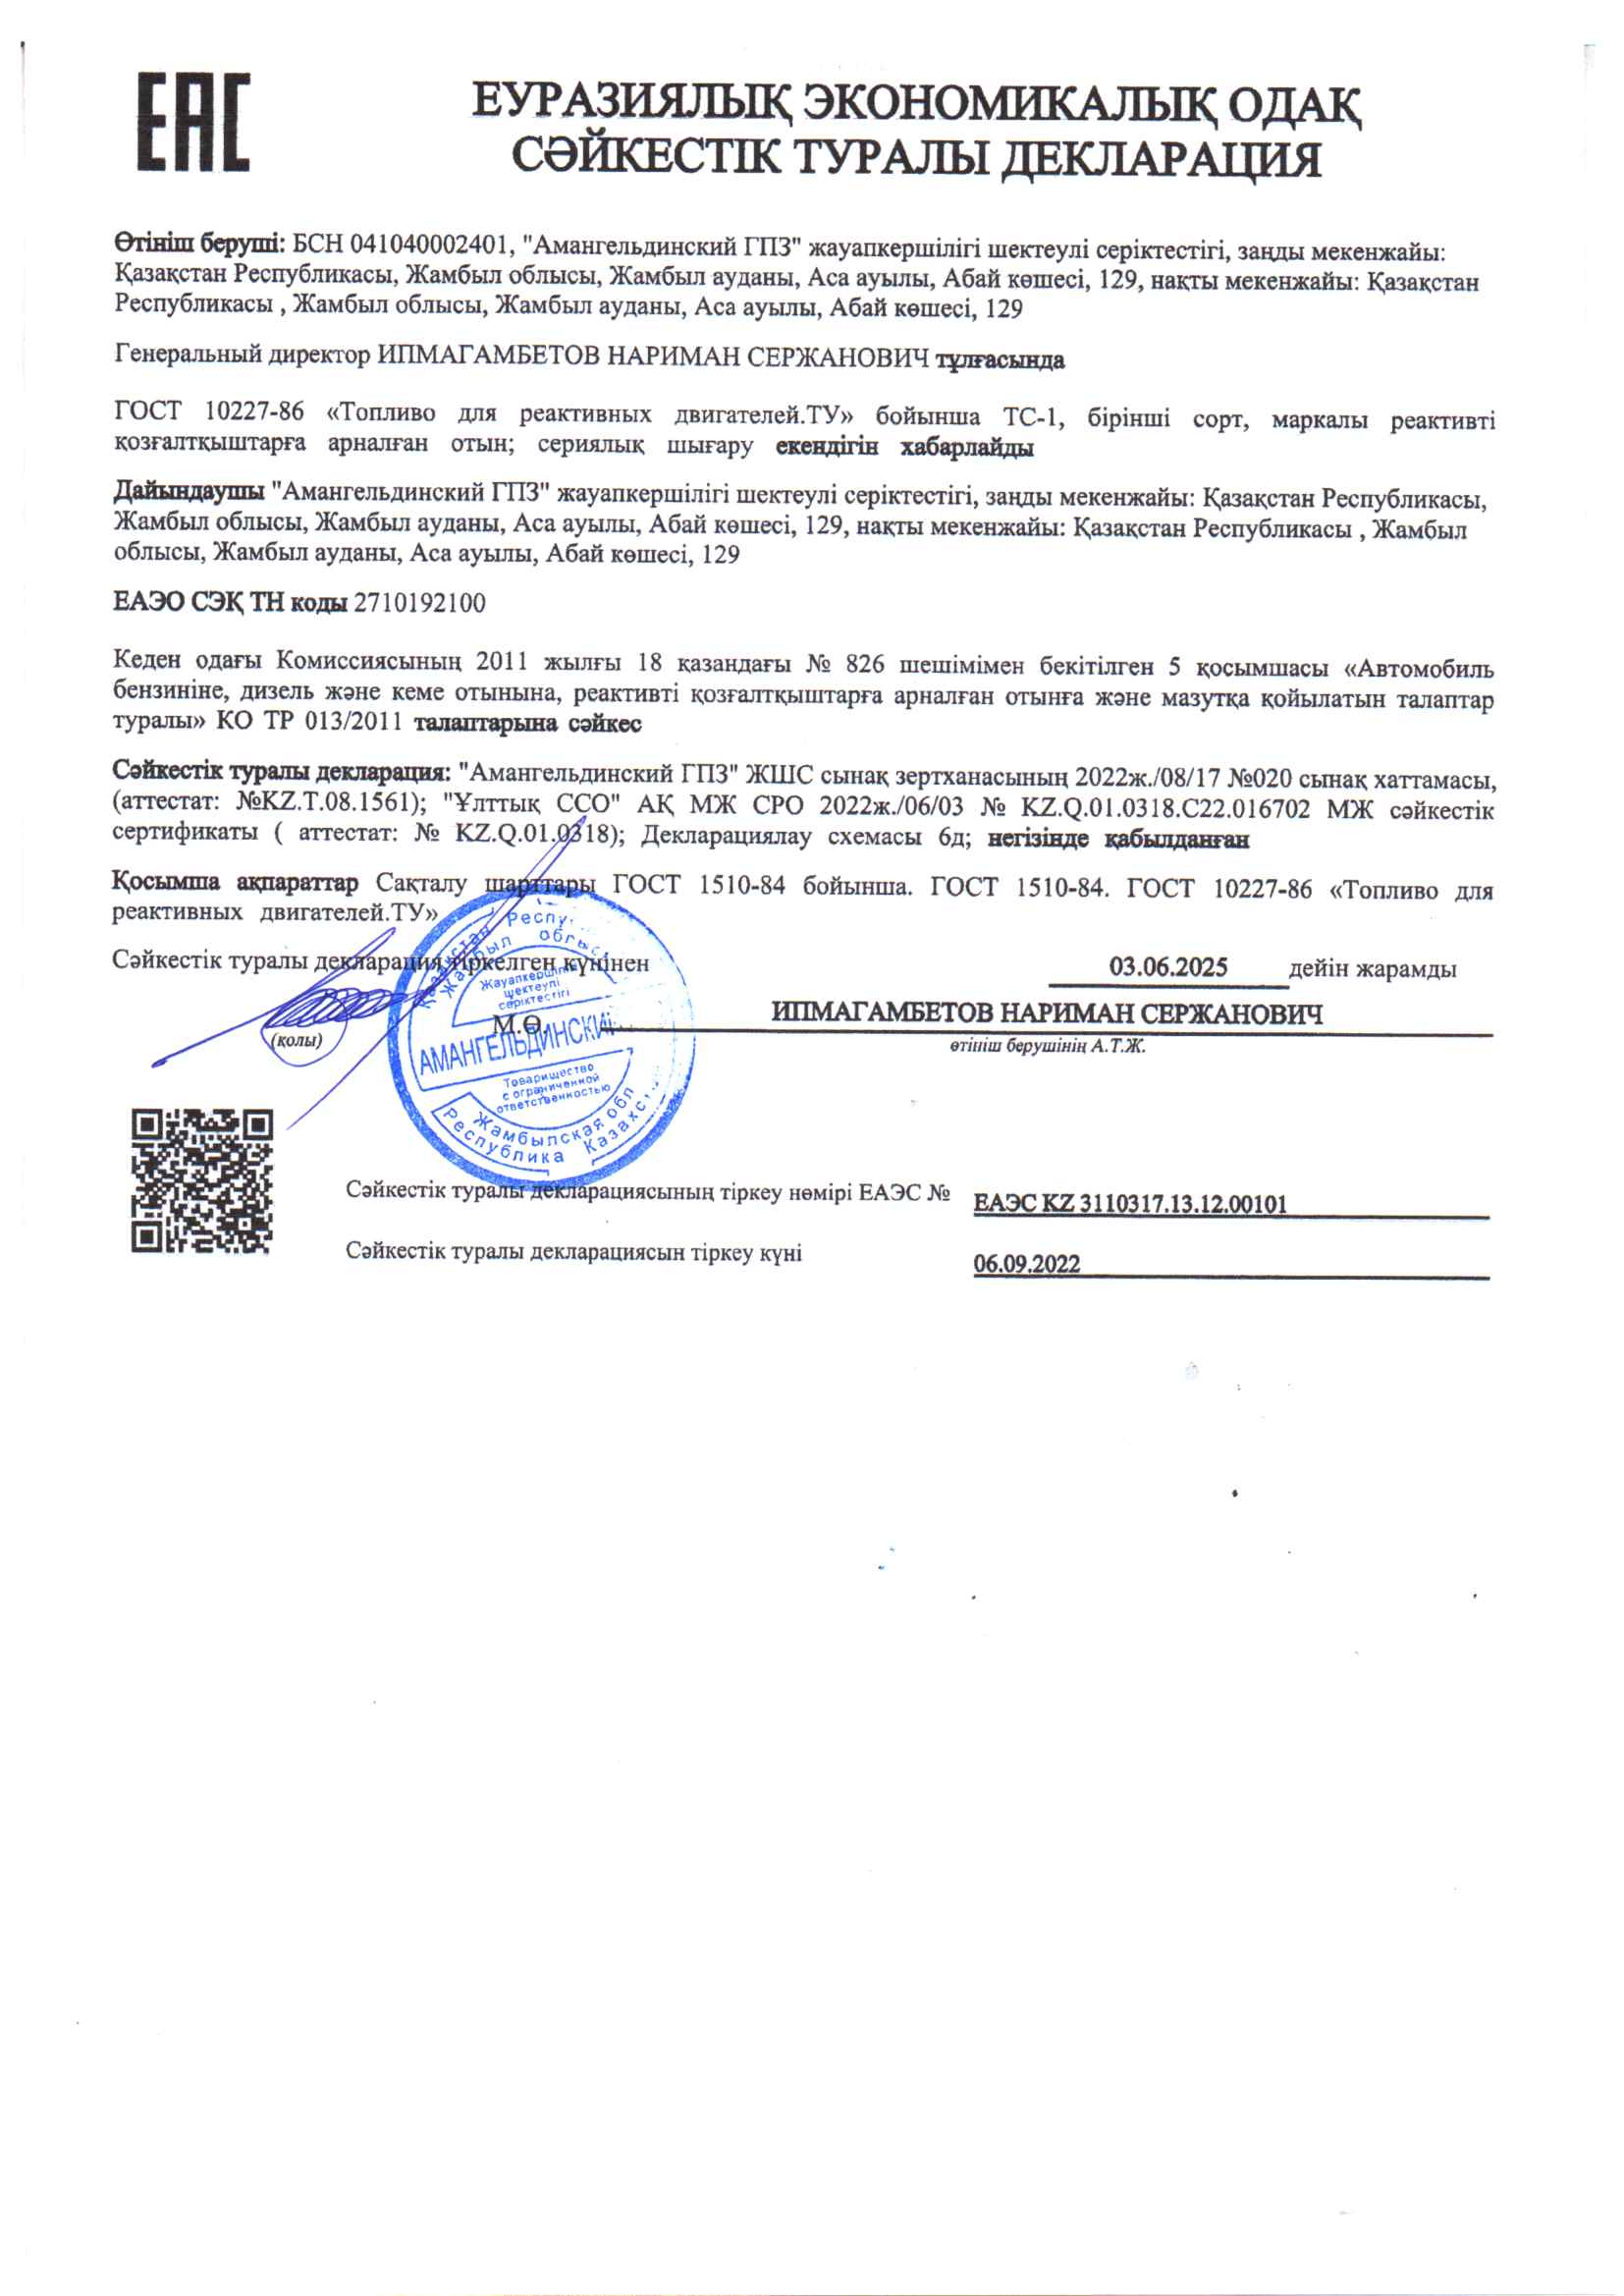 EAC
ЕУРАЗИЯЛЫҚ ЭКОНОМИКАЛЫҚ ОДАҚ
СӘЙКЕСТІК ТУРАЛЫ ДЕКЛАРАЦИЯ
Өтініш беруші: БСН 041040002401, "Амангельдинский ГПЗ" жауапкершілігі шектеулі серіктестігі, заңды мекенжайы:
Қазақстан Республикасы, Жамбыл облысы, Жамбыл ауданы, Аса ауылы, Абай көшесі, 129, нақты мекенжайы: Қазақстан
Республикасы , Жамбыл облысы, Жамбыл ауданы, Аса ауылы, Абай көшесі, 129
Генеральный директор ИПМАГАМБЕТОВ НАРИМАН СЕРЖАНОВИЧ тұлғасында
ГОСТ 10227-86 «Топливо для реактивных двигателей.ТУ» бойынша ТС-1, бірінші сорт, маркалы реактивті
қозғалтқыштарға арналған отын; сериялық шығару екендігін хабарлайды
Дайындаушы "Амангельдинский ГПЗ" жауапкершілігі шектеулі серіктестігі, заңды мекенжайы: Қазақстан Республикасы,
Жамбыл облысы, Жамбыл ауданы, Аса ауылы, Абай көшесі, 129, нақты мекенжайы: Қазақстан Республикасы , Жамбыл
облысы, Жамбыл ауданы, Аса ауылы, Абай көшесі, 129
ЕАЭО СЭҚ ТН коды 2710192100
Кеден одағы Комиссиясының 2011 жылғы 18 қазандағы № 826 шешімімен бекітілген 5 қосымшасы «Автомобиль
бензиніне, дизель және кеме отынына, реактивті қозғалтқыштарға арналған отынға және мазутқа қойылатын талаптар
туралы» КО ТР 013/2011 талаптарына сәйкес
Сәйкестік туралы декларация: "Амангельдинский ГПЗ" ЖШС сынақ зертханасының 2022ж./08/17 №020 сынақ хаттамасы,
(аттестат: №KZ.T.08.1561); "Ұлттық ССО" АҚ МЖ СРО 2022ж./06/03 № KZ.Q.01.0318.C22.016702 МЖ сәйкестік
сертификаты ( аттестат: № KZ.Q.01.0318); Декларациялау схемасы 6д; негізінде қабылданған
Қосымша ақпараттар Сақталу шарттары ГОСТ 1510-84 бойынша. ГОСТ 1510-84. ГОСТ 10227-86 «Топливо для
реактивных двигателей.ТУ»
Сәйкестік туралы декларация тіркелген күнінен 03.06.2025 дейін жарамды
ИПМАГАМБЕТОВ НАРИМАН СЕРЖАНОВИЧ
(қолы) М.Ө. өтініш берушінің А.Т.Ж.
Қазақстан
Жамбыл
Жауапкершілігі
шектеулі
серіктестігі
Товарищество
с ограниченной
ответственностью
Жамбылская обл
Республика
Сәйкестік туралы декларациясының тіркеу нөмірі ЕАЭС № ЕАЭС KZ 3110317.13.12.00101
Сәйкестік туралы декларациясын тіркеу күні 06.09.2022